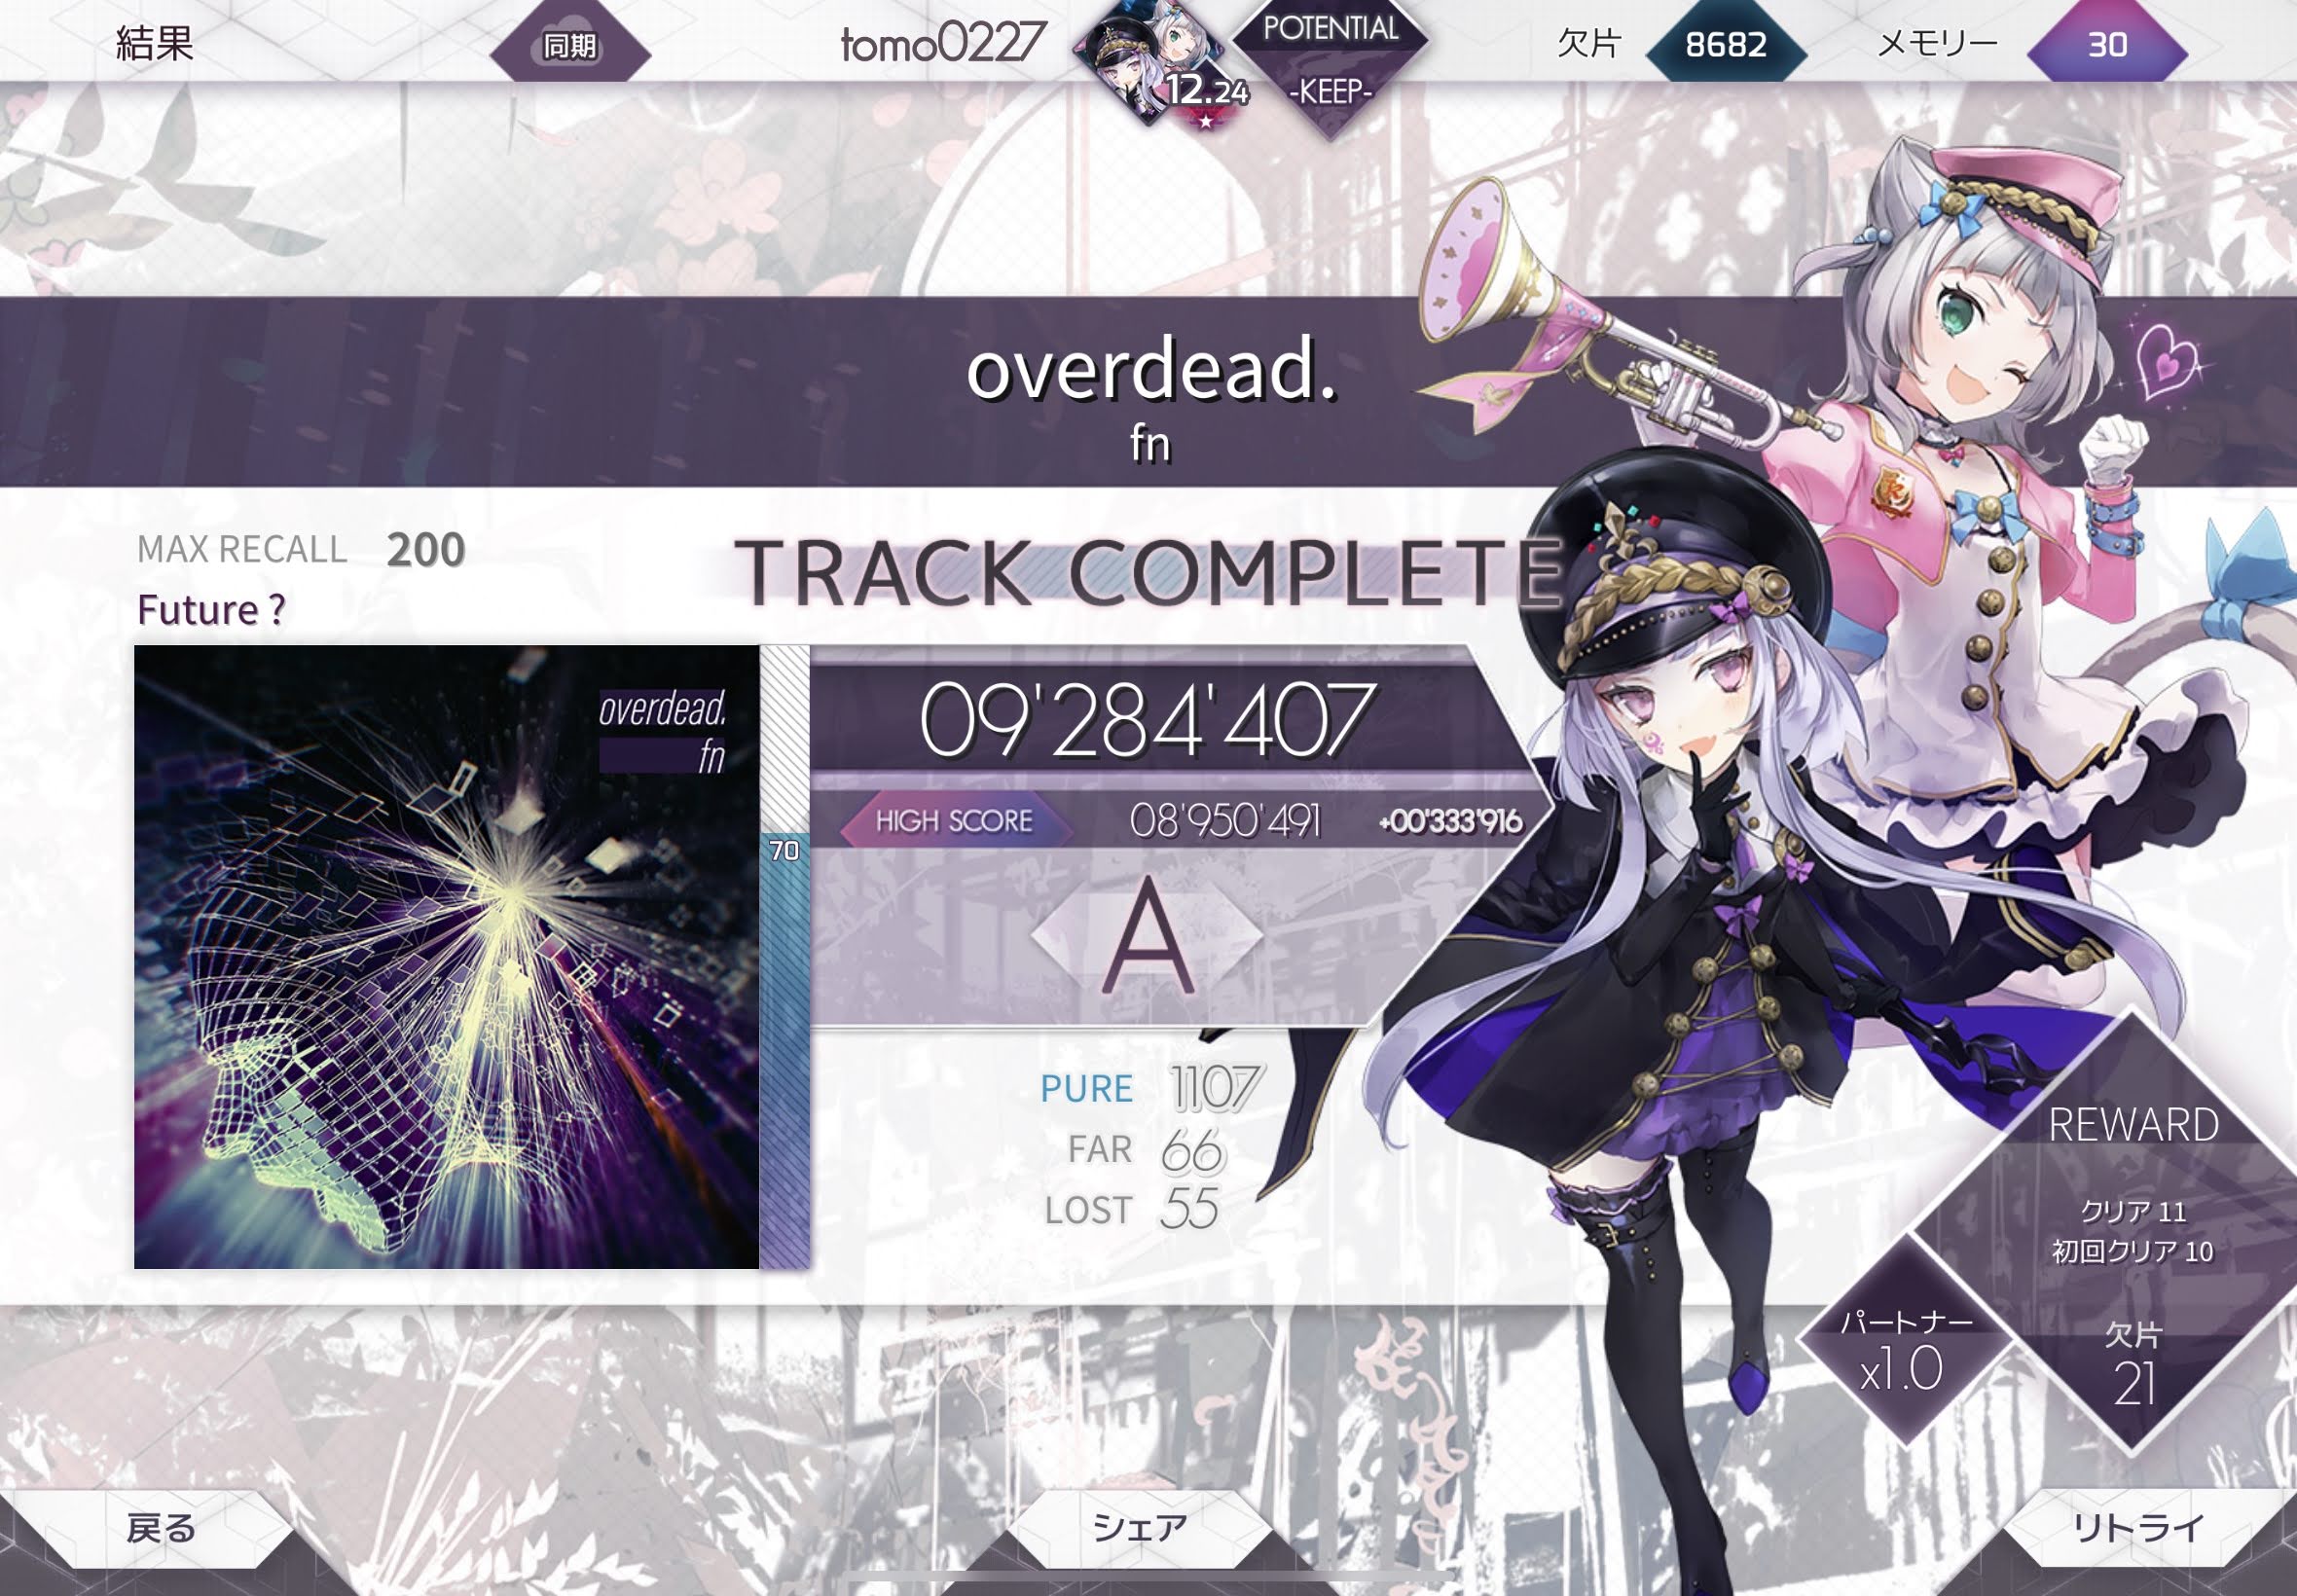 結果
同期
tomo0227
12.24
POTENTIAL
-KEEP-
欠片 8682
メモリー 30
overdead.
fn
MAX RECALL 200
TRACK COMPLETE
Future ?
overdead.
fn
70
09'284'407
HIGH SCORE 08'950'491 +00'333'916
A
PURE 1107
FAR 66
LOST 55
REWARD
クリア 11
初回クリア 10
欠片
21
パートナー
x1.0
戻る
シェア
リトライ